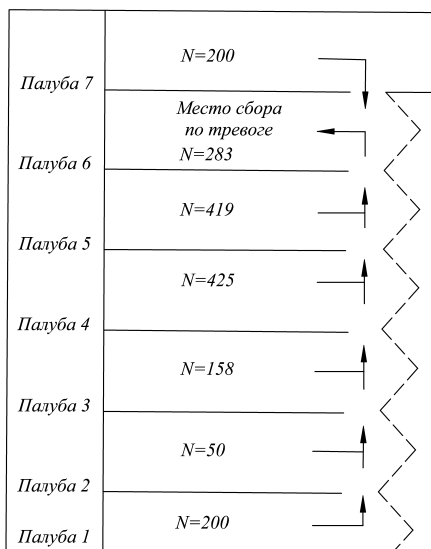 N=200
Палуба 7
Место сбора
по тревоге
N=283
Палуба 6
N=419
Палуба 5
N=425
Палуба 4
N=158
Палуба 3
N=50
Палуба 2
N=200
Палуба 1